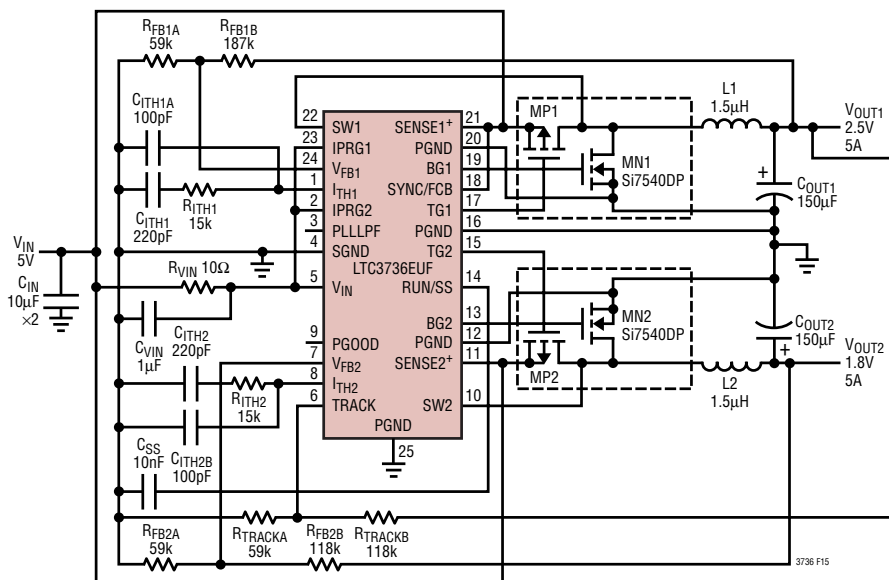 RFB1A
59k
RFB1B
187k
CITH1A
100pF
CITH1
220pF
RITH1
15k
VIN
5V
CIN
10µF
×2
RVIN 10Ω
CVIN
1µF
CITH2
220pF
RITH2
15k
CITH2B
100pF
CSS
10nF
RFB2A
59k
RTRACKA
59k
RFB2B
118k
RTRACKB
118k
22
23
24
1
2
3
4
5
9
7
8
6
SW1
IPRG1
VFB1
ITH1
IPRG2
PLLLPF
SGND
LTC3736EUF
VIN
PGOOD
VFB2
ITH2
TRACK
PGND
25
SENSE1+
PGND
BG1
SYNC/FCB
TG1
PGND
TG2
RUN/SS
BG2
PGND
SENSE2+
SW2
21
20
19
18
17
16
15
14
13
12
11
10
MP1
MN1
Si7540DP
MN2
Si7540DP
MP2
L1
1.5µH
VOUT1
2.5V
5A
+
COUT1
150µF
COUT2
150µF
+
L2
1.5µH
VOUT2
1.8V
5A
3736 F15